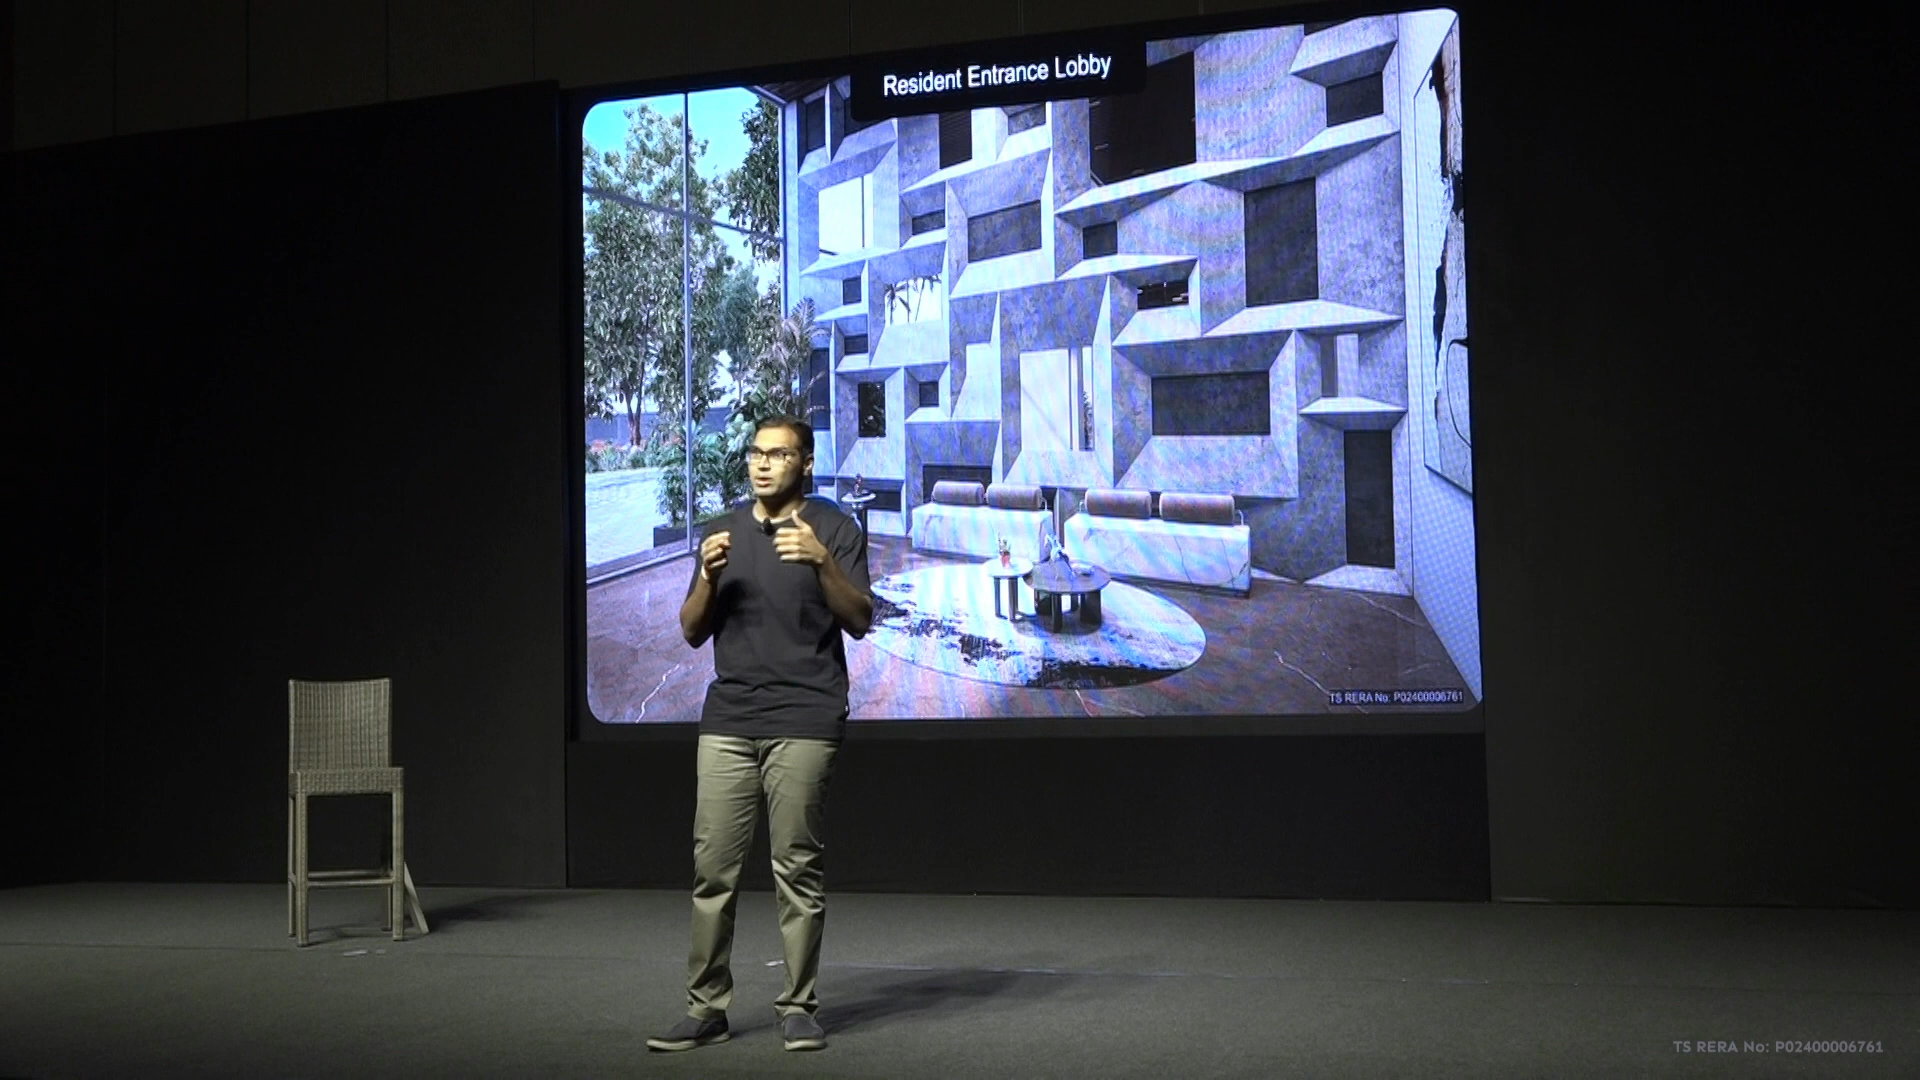 Resident Entrance Lobby
TS RERA No: P02400006761
TS RERA No: P02400006761